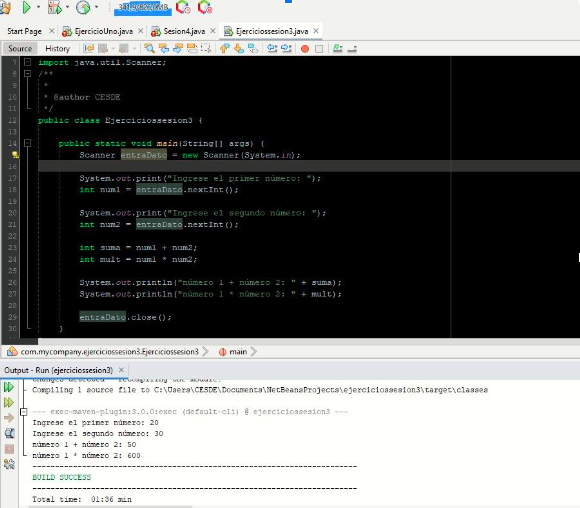 Start Page
EjercicioUno.java
Sesion4.java
Ejerciciossesion3.java
Source
History
7 import java.util.Scanner;
8 /**
9 *
10 * @author CESDE
11 */
12 public class Ejerciciossesion3 {
13
14 public static void main(String[] args) {
Scanner entraDato = new Scanner(System.in);
16
17 System.out.print("Ingrese el primer número: ");
18 int num1 = entraDato.nextInt();
19
20 System.out.print("Ingrese el segundo número: ");
21 int num2 = entraDato.nextInt();
22
23 int suma = num1 + num2;
24 int mult = num1 * num2;
25
26 System.out.println("número 1 + número 2: " + suma);
27 System.out.println("número 1 * número 2: " + mult);
28
29 entraDato.close();
30 }
com.mycompany.ejerciciossesion3.Ejerciciossesion3
main
Output - Run (ejerciciossesion3)
Changes detected - recompiling the module!
Compiling 1 source file to C:\Users\CESDE\Documents\NetBeansProjects\ejerciciossesion3\target\classes
--- exec-maven-plugin:3.0.0:exec (default-cli) @ ejerciciossesion3 ---
Ingrese el primer número: 20
Ingrese el segundo número: 30
número 1 + número 2: 50
número 1 * número 2: 600
------------------------------------------------------------------------
BUILD SUCCESS
------------------------------------------------------------------------
Total time: 01:36 min